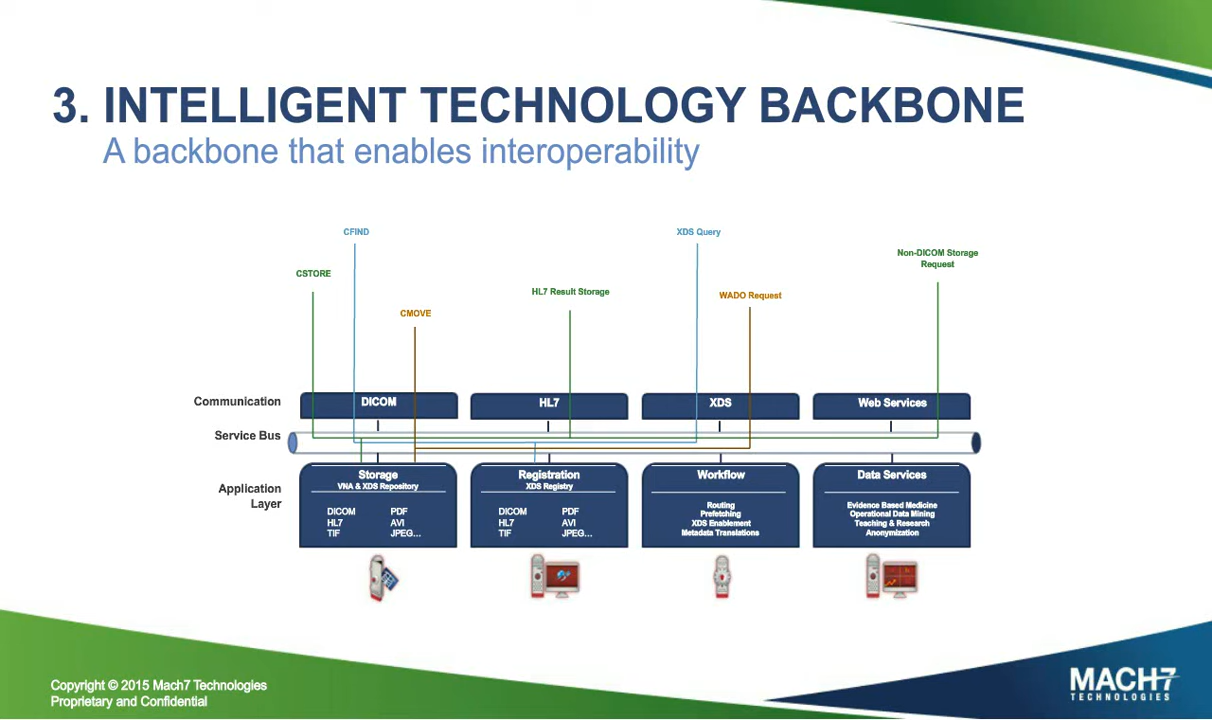 3. INTELLIGENT TECHNOLOGY BACKBONE
A backbone that enables interoperability
CFIND
XDS Query
Non-DICOM Storage
Request
CSTORE
HL7 Result Storage
WADO Request
CMOVE
Communication
DICOM
HL7
XDS
Web Services
Service Bus
Application
Layer
Storage
VNA & XDS Repository
DICOM PDF
HL7 AVI
TIF JPEG...
Registration
XDS Registry
DICOM PDF
HL7 AVI
TIF JPEG...
Workflow
Routing
Prefetching
XDS Enablement
Metadata Translations
Data Services
Evidence Based Medicine
Operational Data Mining
Teaching & Research
Anonymization
Copyright © 2015 Mach7 Technologies
Proprietary and Confidential
MACH7
TECHNOLOGIES
MACH7
TECHNOLOGIES